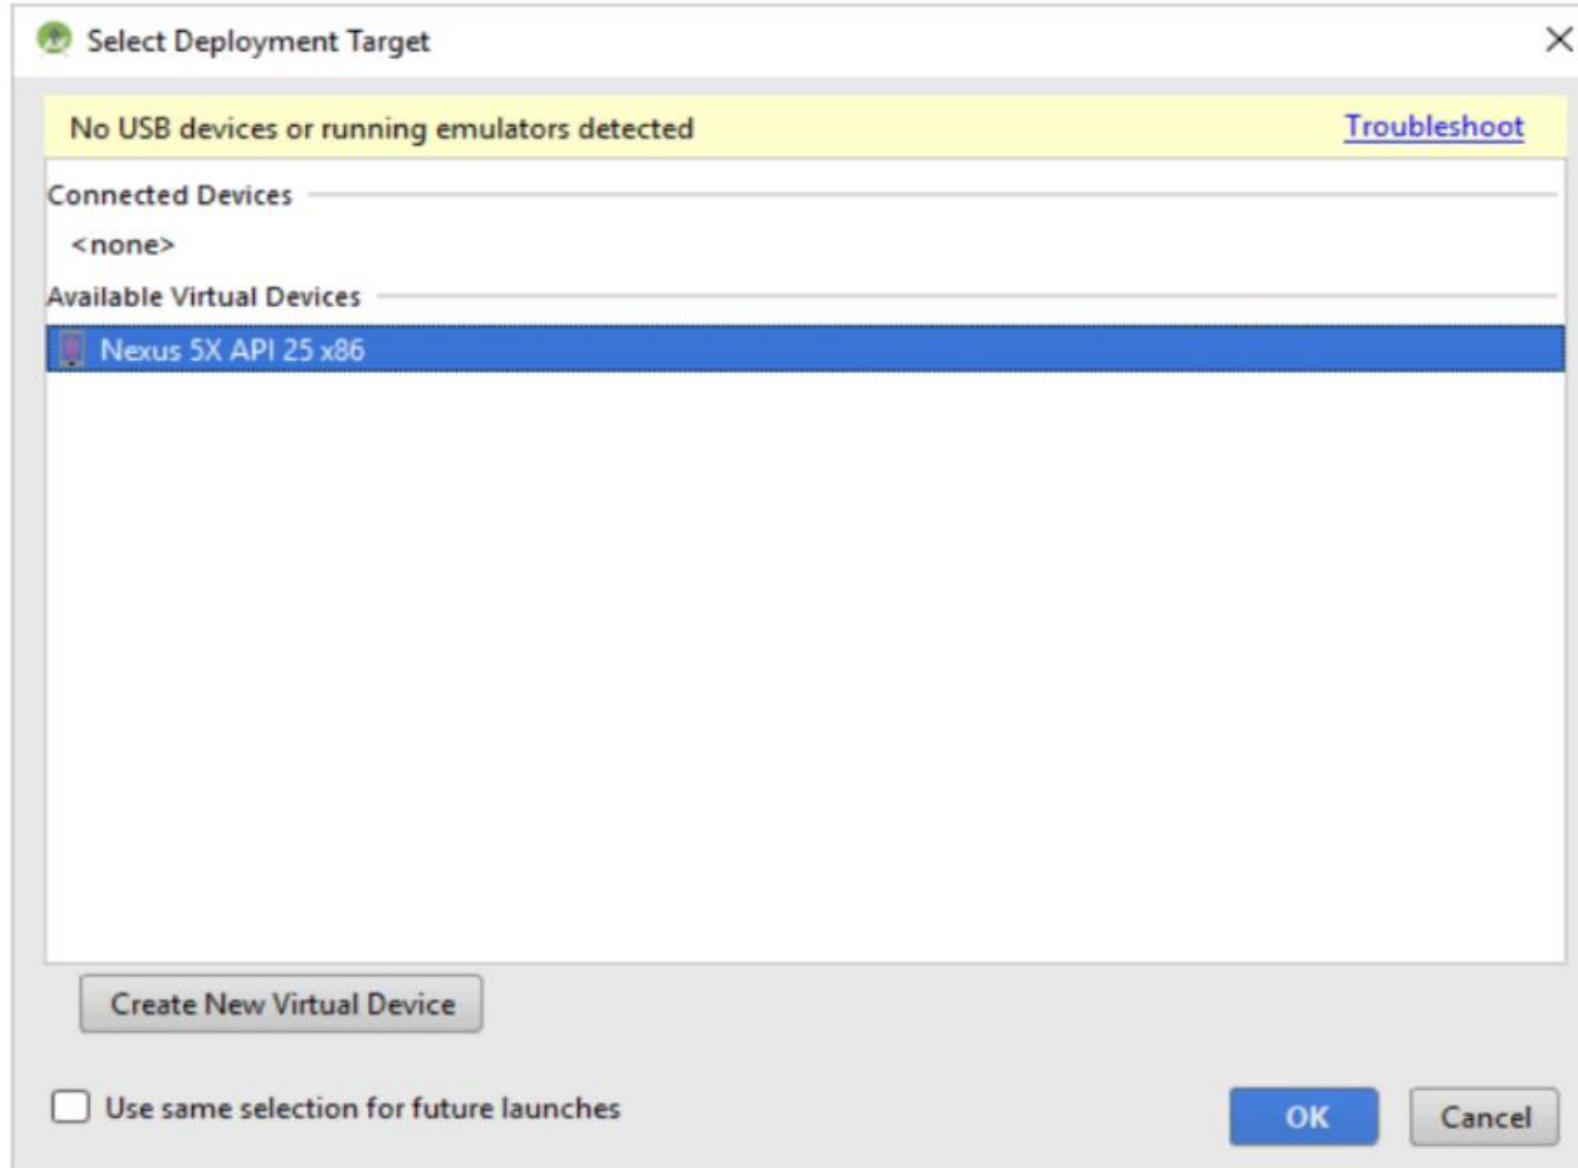 Select Deployment Target
No USB devices or running emulators detected Troubleshoot
Connected Devices
<none>
Available Virtual Devices
Nexus 5X API 25 x86
Create New Virtual Device
Use same selection for future launches
OK Cancel